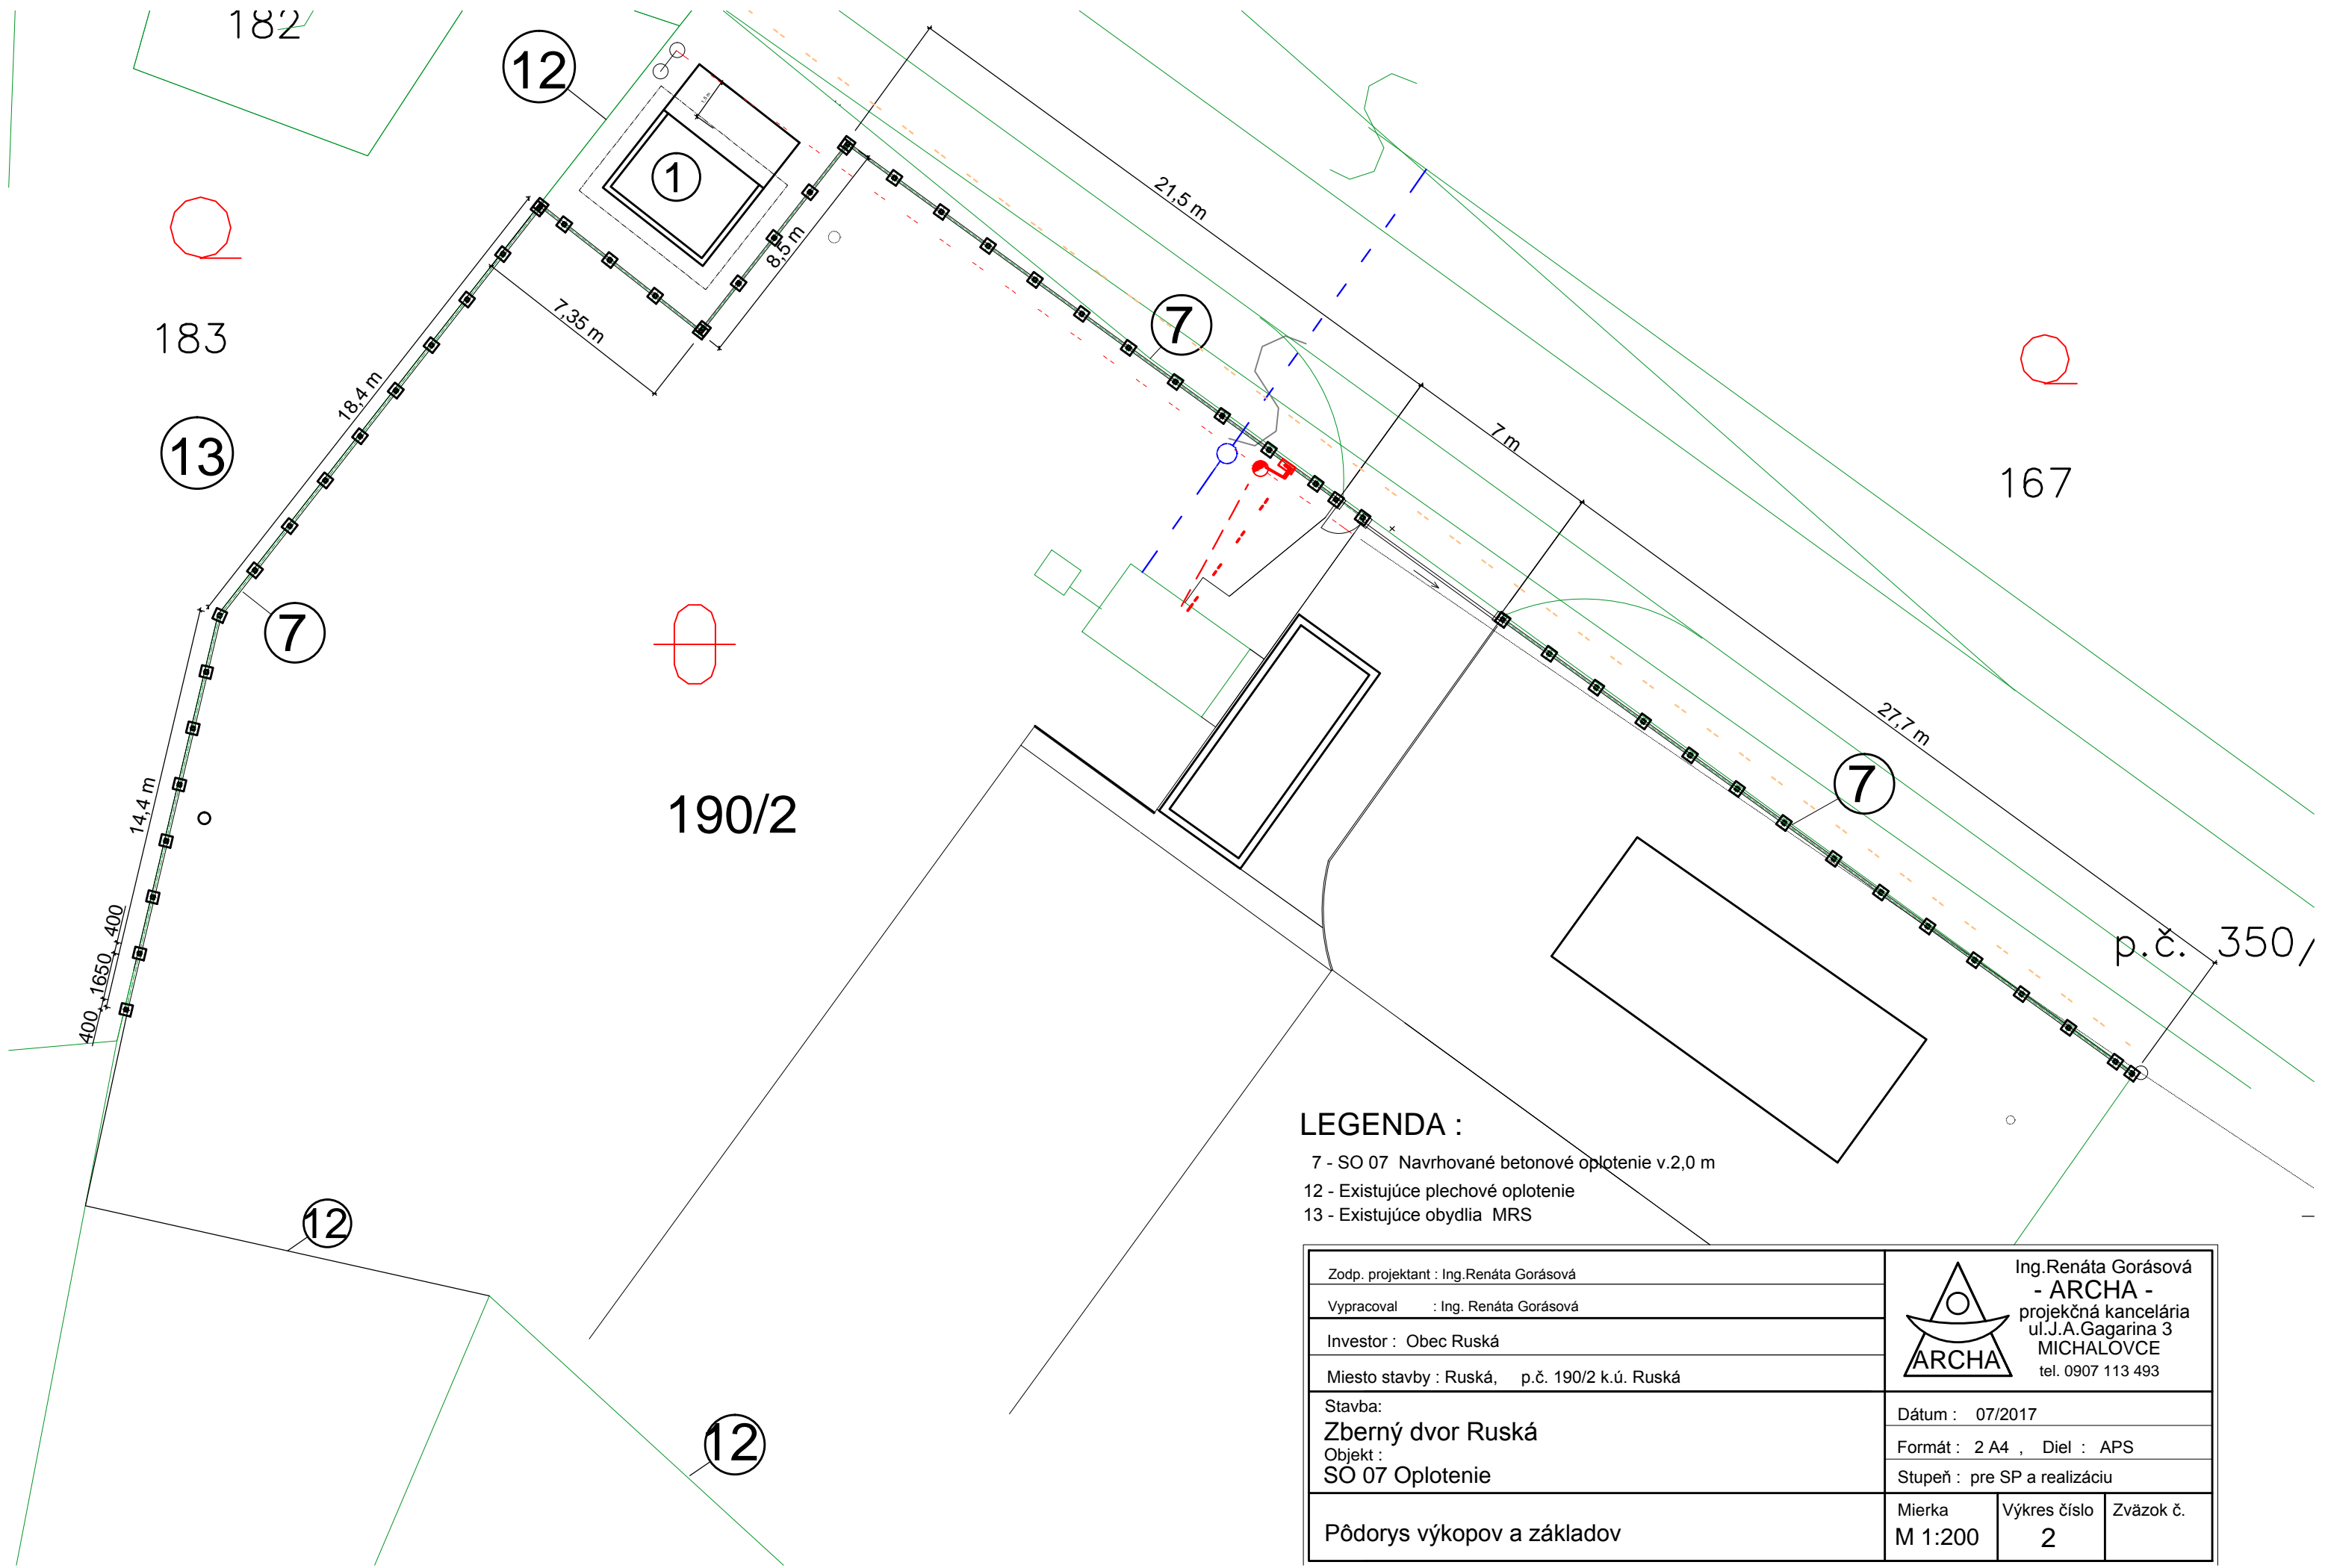 182
12
1
21,5 m
8,5 m
7,35 m
183
18,4 m
13
7
7 m
167
7
190/2
14,4 m
27,7 m
7
400
1650
400
p.č. 350/
12
12
LEGENDA :
7 - SO 07 Navrhované betonové oplotenie v.2,0 m
12 - Existujúce plechové oplotenie
13 - Existujúce obydlia MRS
Zodp. projektant : Ing.Renáta Gorásová
Vypracoval : Ing. Renáta Gorásová
Investor : Obec Ruská
Miesto stavby : Ruská, p.č. 190/2 k.ú. Ruská
Stavba:
Zberný dvor Ruská
Objekt :
SO 07 Oplotenie
Pôdorys výkopov a základov
ARCHA
Ing.Renáta Gorásová
- ARCHA -
projekčná kancelária
ul.J.A.Gagarina 3
MICHALOVCE
tel. 0907 113 493
Dátum : 07/2017
Formát : 2 A4 , Diel : APS
Stupeň : pre SP a realizáciu
Mierka
M 1:200
Výkres číslo
2
Zväzok č.